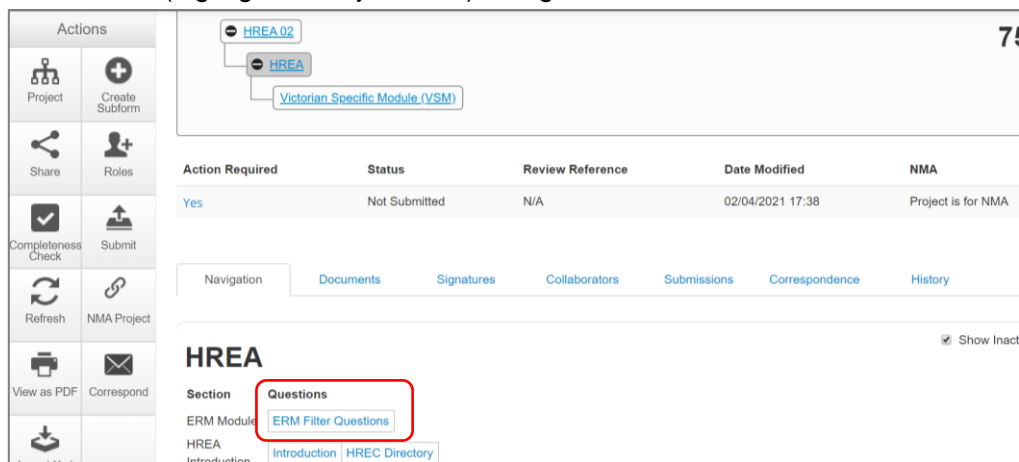 Actions
HREA 02
75
HREA
Victorian Specific Module (VSM)
Project
Create
Subform
Share
Roles
Completeness
Check
Submit
Refresh
NMA Project
View as PDF
Correspond
Action Required Status Review Reference Date Modified NMA
Yes Not Submitted N/A 02/04/2021 17:38 Project is for NMA
Navigation Documents Signatures Collaborators Submissions Correspondence History
Show Inact
HREA
Section Questions
ERM Module ERM Filter Questions
HREA
Introduction
Introduction HREC Directory